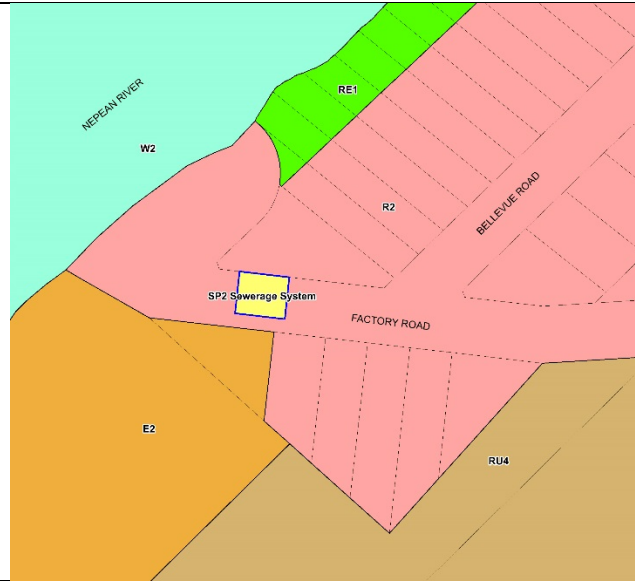 RE1
NEPEAN RIVER
W2
R2
BELLEVUE ROAD
SP2 Sewerage System
FACTORY ROAD
E2
RU4